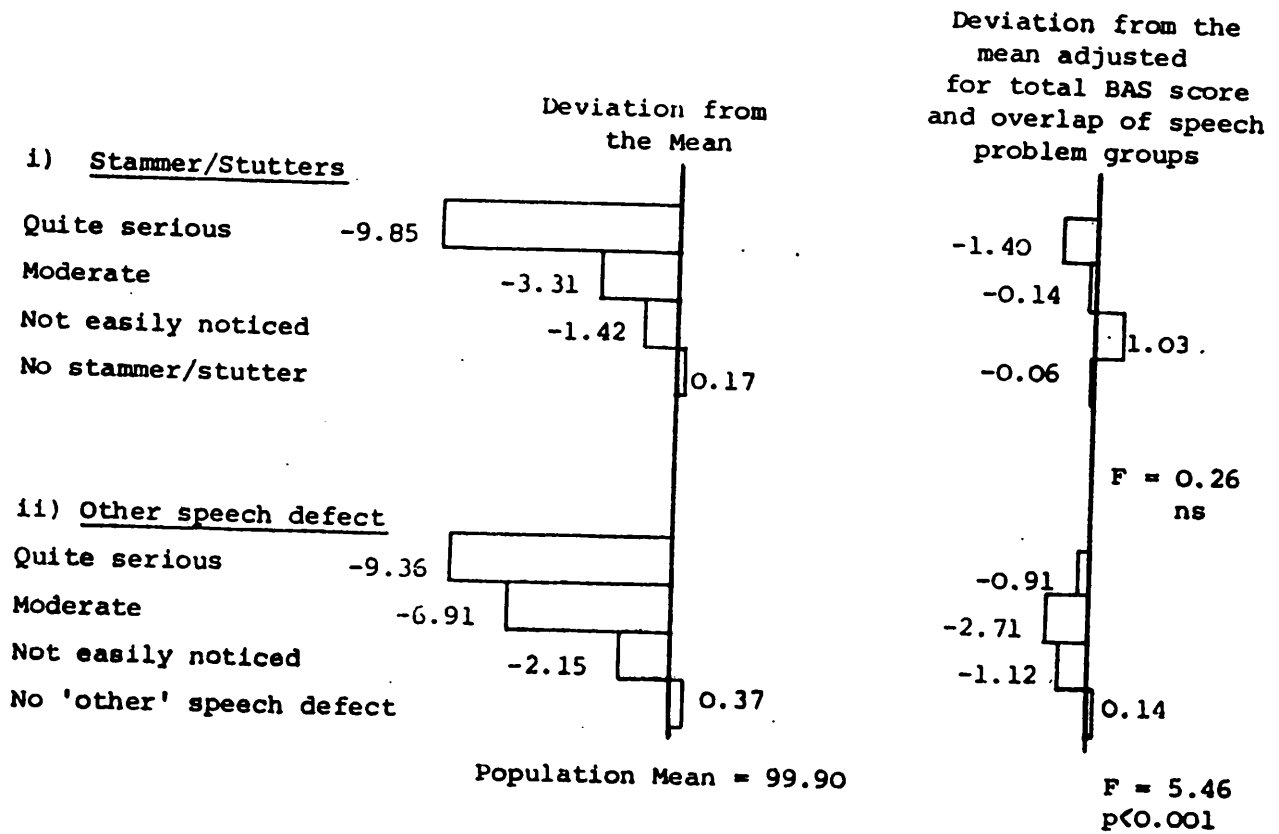 Deviation from the
mean adjusted
for total BAS score
and overlap of speech
problem groups
Deviation from
the Mean
i) Stammer/Stutters
Quite serious -9.85 -1.40
Moderate -3.31 -0.14
Not easily noticed -1.42 1.03
No stammer/stutter 0.17 -0.06
F = 0.26
ns
ii) Other speech defect
Quite serious -9.36 -0.91
Moderate -6.91 -2.71
Not easily noticed -2.15 -1.12
No 'other' speech defect 0.37 0.14
Population Mean = 99.90
F = 5.46
p<0.001